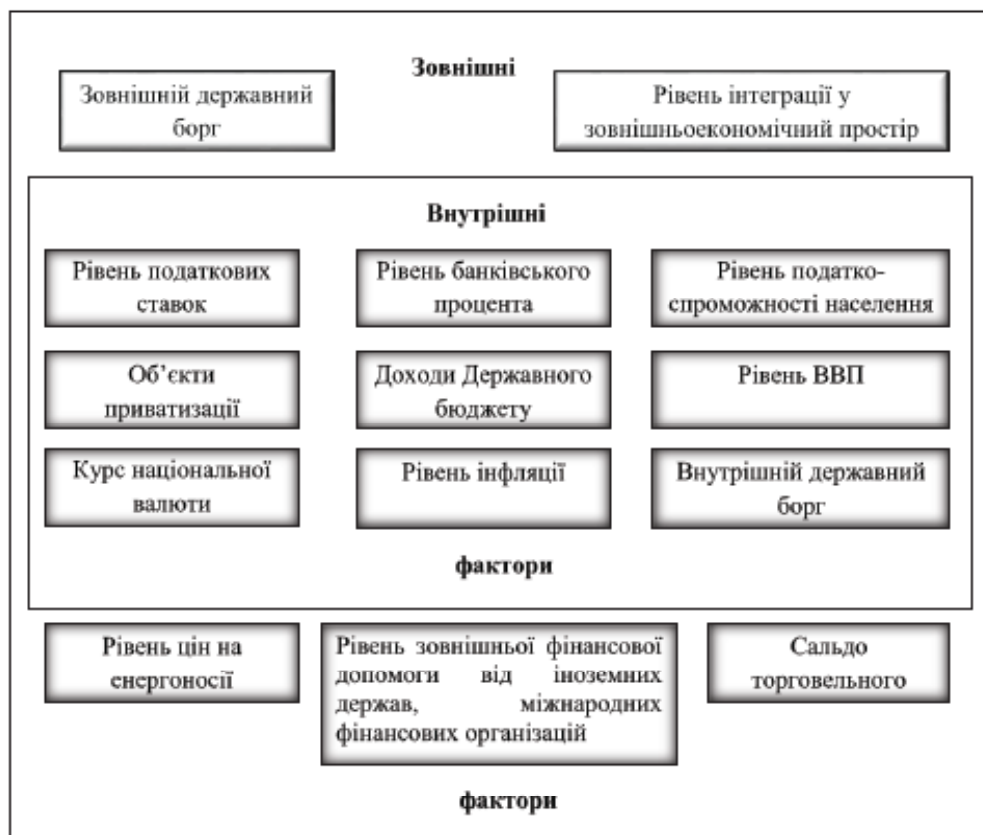 Зовнішні
Зовнішній державний
борг
Рівень інтеграції у
зовнішньоекономічний простір
Внутрішні
Рівень податкових
ставок
Рівень банківського
процента
Рівень податко-
спроможності населення
Об’єкти
приватизації
Доходи Державного
бюджету
Рівень ВВП
Курс національної
валюти
Рівень інфляції
Внутрішній державний
борг
фактори
Рівень цін на
енергоносії
Рівень зовнішньої фінансової
допомоги від іноземних
держав, міжнародних
фінансових організацій
Сальдо
торговельного
фактори